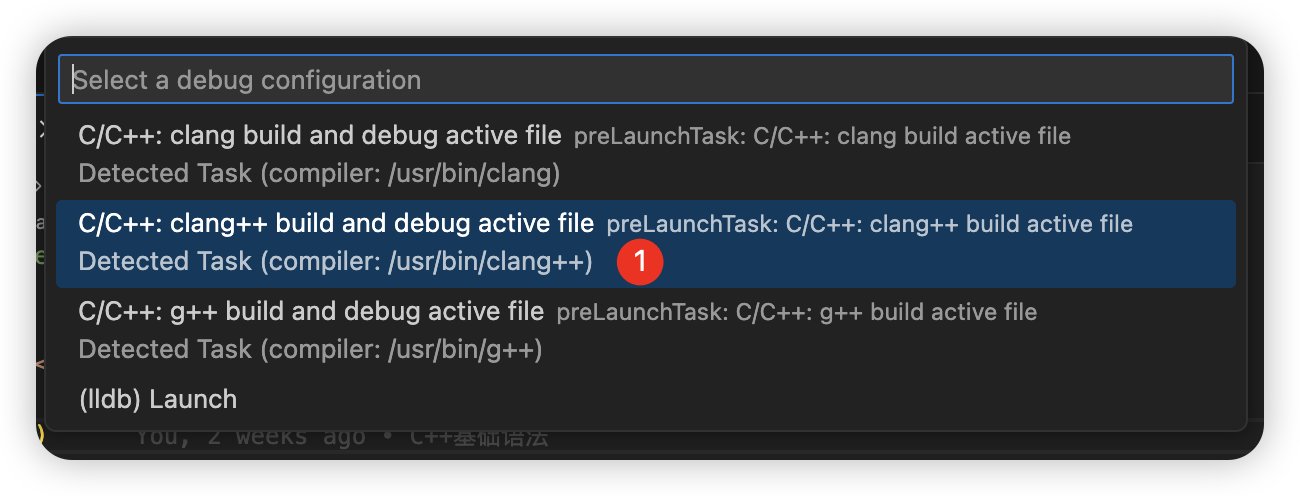 Select a debug configuration
C/C++: clang build and debug active file preLaunchTask: C/C++: clang build active file
Detected Task (compiler: /usr/bin/clang)
C/C++: clang++ build and debug active file preLaunchTask: C/C++: clang++ build active file
Detected Task (compiler: /usr/bin/clang++) 1
C/C++: g++ build and debug active file preLaunchTask: C/C++: g++ build active file
Detected Task (compiler: /usr/bin/g++)
(lldb) Launch
You, 2 weeks ago • C++基础语法